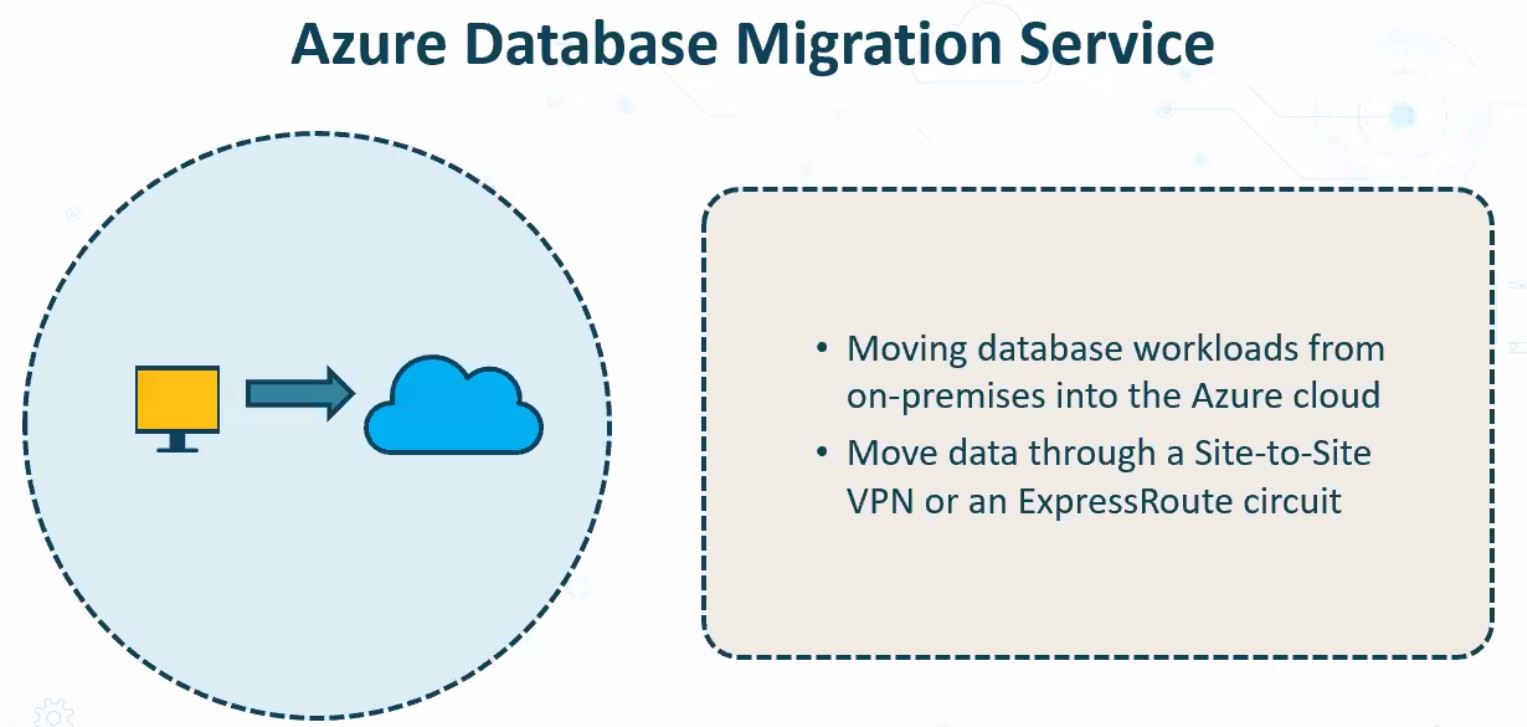 Azure Database Migration Service
• Moving database workloads from
on-premises into the Azure cloud
• Move data through a Site-to-Site
VPN or an ExpressRoute circuit